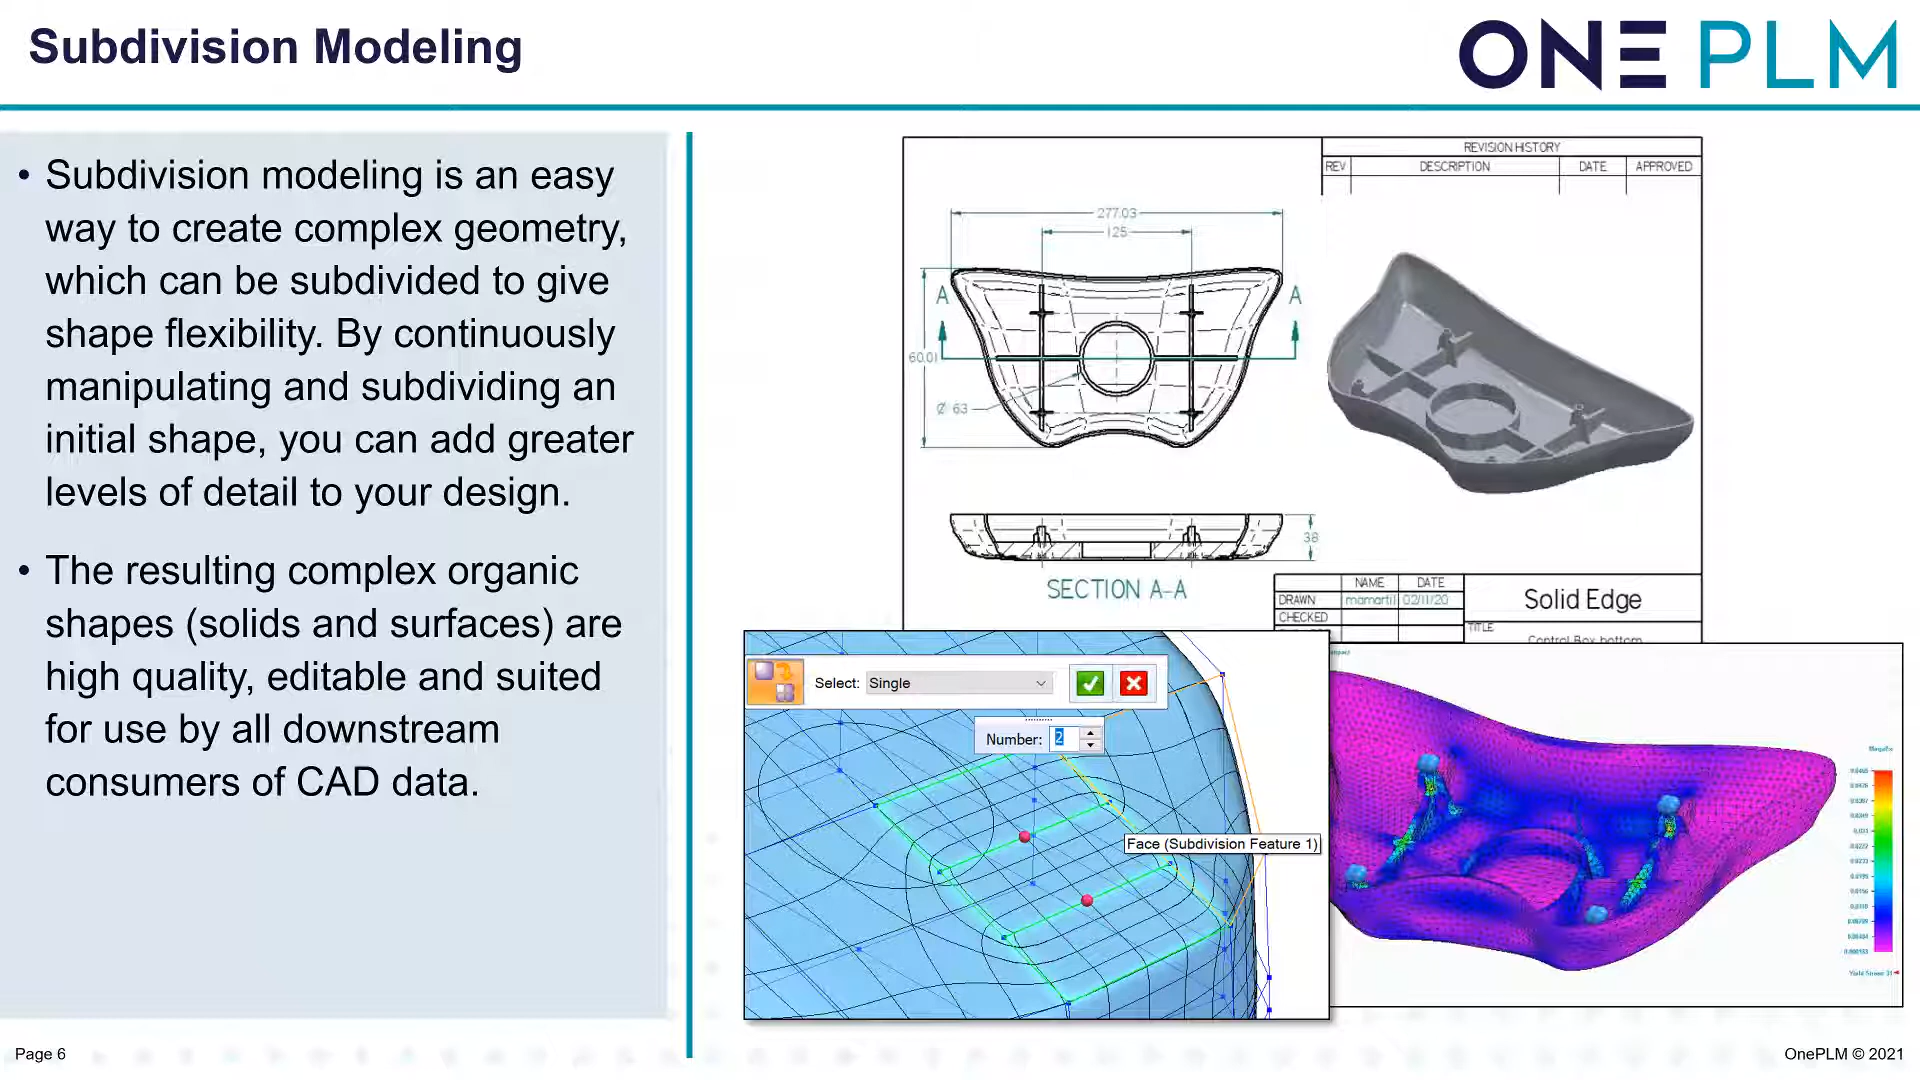 Subdivision Modeling
ONE PLM
• Subdivision modeling is an easy
way to create complex geometry,
which can be subdivided to give
shape flexibility. By continuously
manipulating and subdividing an
initial shape, you can add greater
levels of detail to your design.
• The resulting complex organic
shapes (solids and surfaces) are
high quality, editable and suited
for use by all downstream
consumers of CAD data.
REVISION HISTORY
REV DESCRIPTION DATE APPROVED
277.03
125
A A
60.01
Ø 63
38
SECTION A-A
NAME DATE
DRAWN mamarti1 02/11/20
CHECKED
Solid Edge
TITLE
Control Box bottom
Select: Single
Number: 2
Face (Subdivision Feature 1)
Page 6
OnePLM © 2021